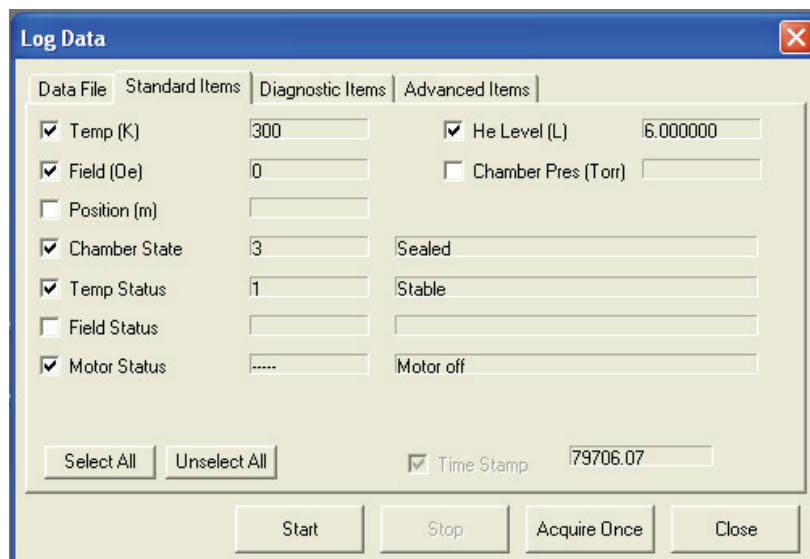 Log Data
Data File Standard Items Diagnostic Items Advanced Items
Temp (K) 300 He Level (L) 6.000000
Field (Oe) 0 Chamber Pres (Torr)
Position (m)
Chamber State 3 Sealed
Temp Status 1 Stable
Field Status
Motor Status ----- Motor off
Select All Unselect All Time Stamp 79706.07
Start Stop Acquire Once Close